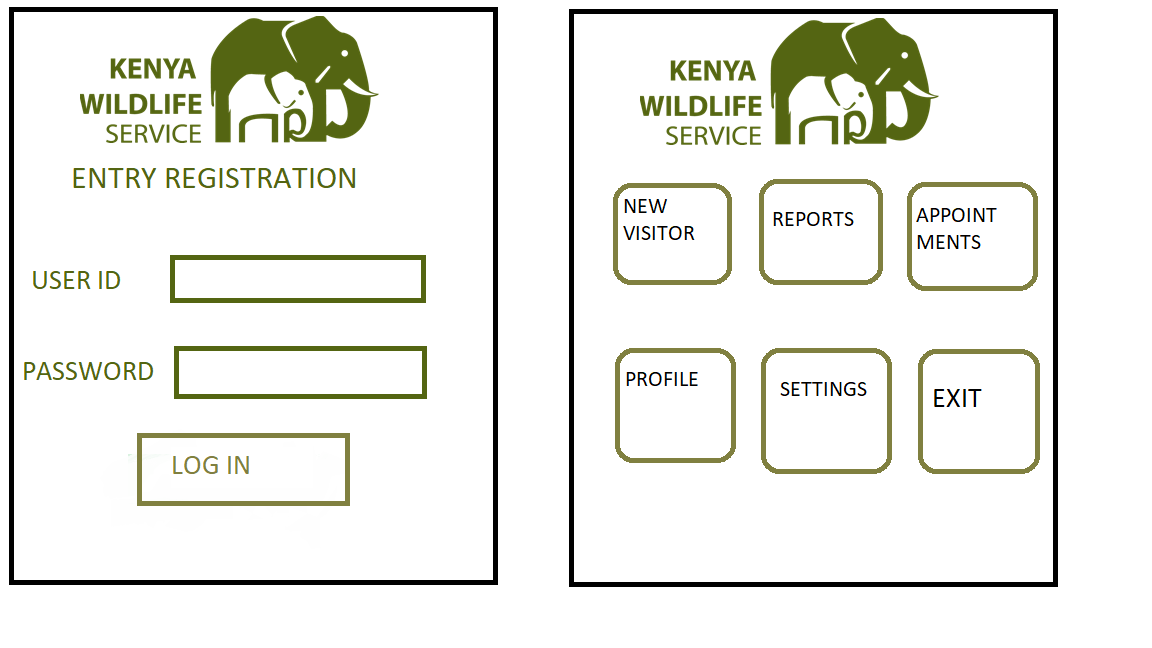 KENYA
WILDLIFE
SERVICE
ENTRY REGISTRATION
USER ID
PASSWORD
LOG IN
KENYA
WILDLIFE
SERVICE
NEW
VISITOR
REPORTS
APPOINT
MENTS
PROFILE
SETTINGS
EXIT